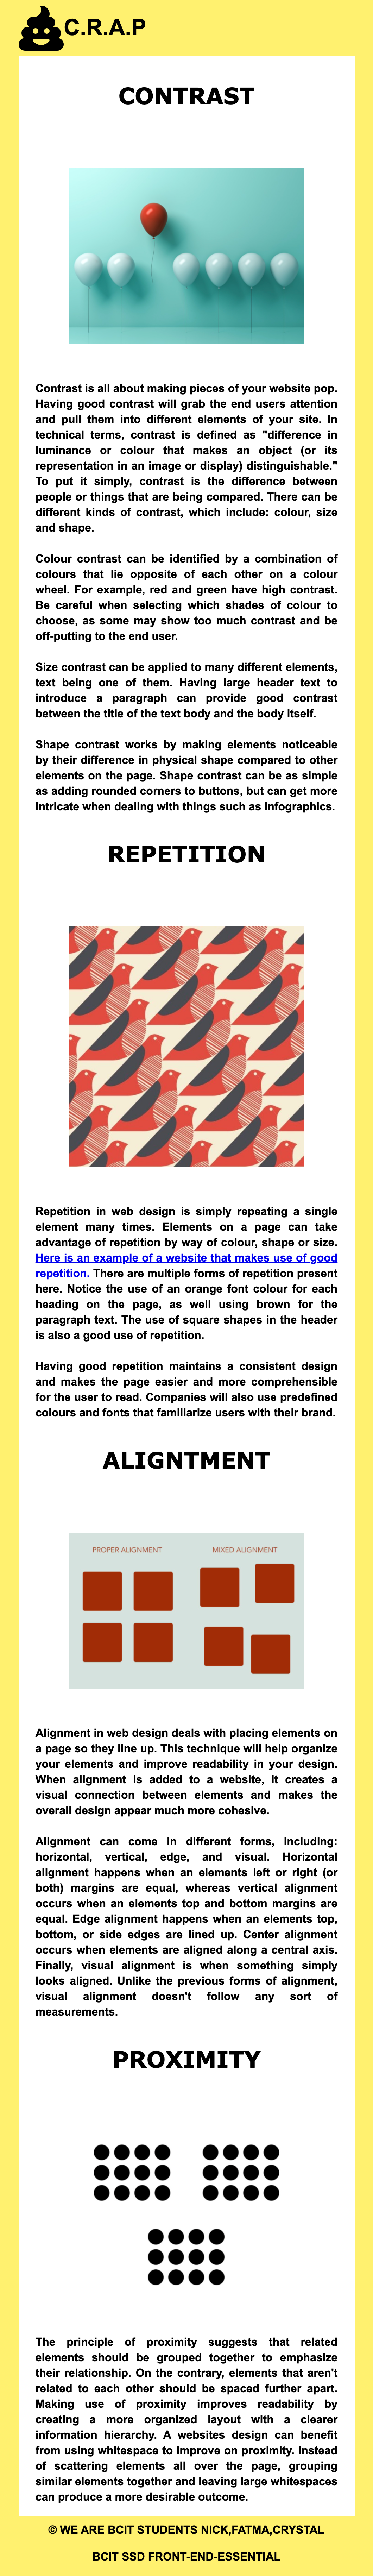 C.R.A.P
CONTRAST
Contrast is all about making pieces of your website pop.
Having good contrast will grab the end users attention
and pull them into different elements of your site. In
technical terms, contrast is defined as "difference in
luminance or colour that makes an object (or its
representation in an image or display) distinguishable."
To put it simply, contrast is the difference between
people or things that are being compared. There can be
different kinds of contrast, which include: colour, size
and shape.
Colour contrast can be identified by a combination of
colours that lie opposite of each other on a colour
wheel. For example, red and green have high contrast.
Be careful when selecting which shades of colour to
choose, as some may show too much contrast and be
off-putting to the end user.
Size contrast can be applied to many different elements,
text being one of them. Having large header text to
introduce a paragraph can provide good contrast
between the title of the text body and the body itself.
Shape contrast works by making elements noticeable
by their difference in physical shape compared to other
elements on the page. Shape contrast can be as simple
as adding rounded corners to buttons, but can get more
intricate when dealing with things such as infographics.
REPETITION
Repetition in web design is simply repeating a single
element many times. Elements on a page can take
advantage of repetition by way of colour, shape or size.
Here is an example of a website that makes use of good
repetition. There are multiple forms of repetition present
here. Notice the use of an orange font colour for each
heading on the page, as well using brown for the
paragraph text. The use of square shapes in the header
is also a good use of repetition.
Having good repetition maintains a consistent design
and makes the page easier and more comprehensible
for the user to read. Companies will also use predefined
colours and fonts that familiarize users with their brand.
ALIGNTMENT
PROPER ALIGNMENT MIXED ALIGNMENT
Alignment in web design deals with placing elements on
a page so they line up. This technique will help organize
your elements and improve readability in your design.
When alignment is added to a website, it creates a
visual connection between elements and makes the
overall design appear much more cohesive.
Alignment can come in different forms, including:
horizontal, vertical, edge, and visual. Horizontal
alignment happens when an elements left or right (or
both) margins are equal, whereas vertical alignment
occurs when an elements top and bottom margins are
equal. Edge alignment happens when an elements top,
bottom, or side edges are lined up. Center alignment
occurs when elements are aligned along a central axis.
Finally, visual alignment is when something simply
looks aligned. Unlike the previous forms of alignment,
visual alignment doesn't follow any sort of
measurements.
PROXIMITY
The principle of proximity suggests that related
elements should be grouped together to emphasize
their relationship. On the contrary, elements that aren't
related to each other should be spaced further apart.
Making use of proximity improves readability by
creating a more organized layout with a clearer
information hierarchy. A websites design can benefit
from using whitespace to improve on proximity. Instead
of scattering elements all over the page, grouping
similar elements together and leaving large whitespaces
can produce a more desirable outcome.
© WE ARE BCIT STUDENTS NICK,FATMA,CRYSTAL
BCIT SSD FRONT-END-ESSENTIAL